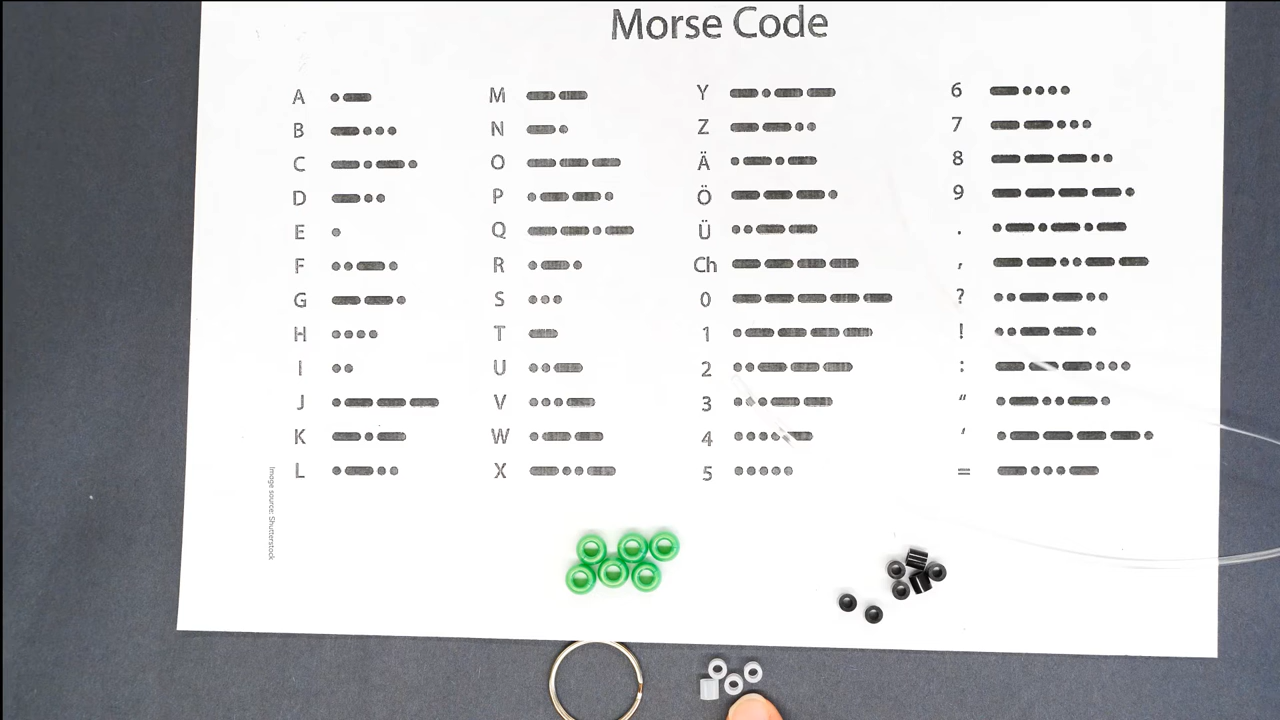 Morse Code
A •—
B —•••
C —•—•
D —••
E •
F ••—•
G ——•
H ••••
I ••
J •———
K —•—
L •—••
M ——
N —•
O ———
P •——•
Q ——•—
R •—•
S •••
T —
U ••—
V •••—
W •——
X —••—
Y —•——
Z ——••
Ä •—•—
Ö ———•
Ü ••——
Ch ————
0 —————
1 •————
2 ••———
3 •••——
4 ••••—
5 •••••
6 —••••
7 ——•••
8 ———••
9 ————•
. •—•—•—
, ——••——
? ••——••
! ••——•
: ———•••
“ •—••—•
‘ •————•
= —•••—
Image source: Shutterstock